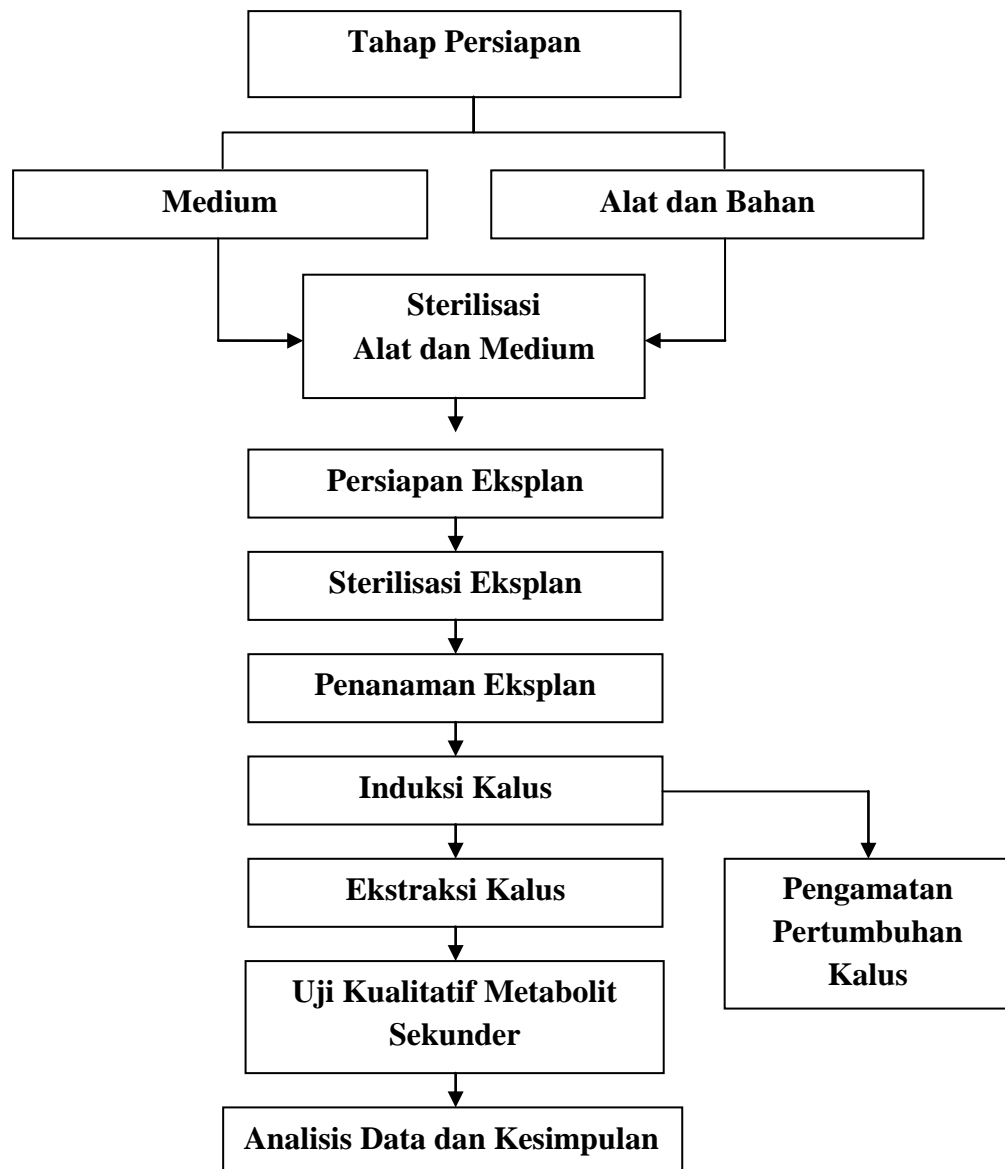 Tahap Persiapan
Medium
Alat dan Bahan
Sterilisasi
Alat dan Medium
Persiapan Eksplan
Sterilisasi Eksplan
Penanaman Eksplan
Induksi Kalus
Ekstraksi Kalus
Pengamatan
Pertumbuhan
Kalus
Uji Kualitatif Metabolit
Sekunder
Analisis Data dan Kesimpulan